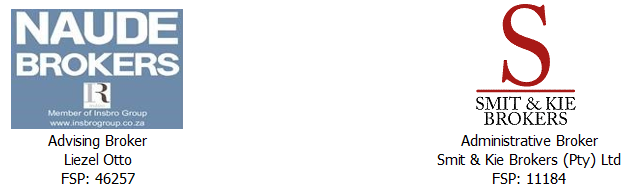 NAUDE
BROKERS
R
Member of Insbro Group
www.insbrogroup.co.za
Advising Broker
Liezel Otto
FSP: 46257
S
SMIT & KIE
BROKERS
Administrative Broker
Smit & Kie Brokers (Pty) Ltd
FSP: 11184